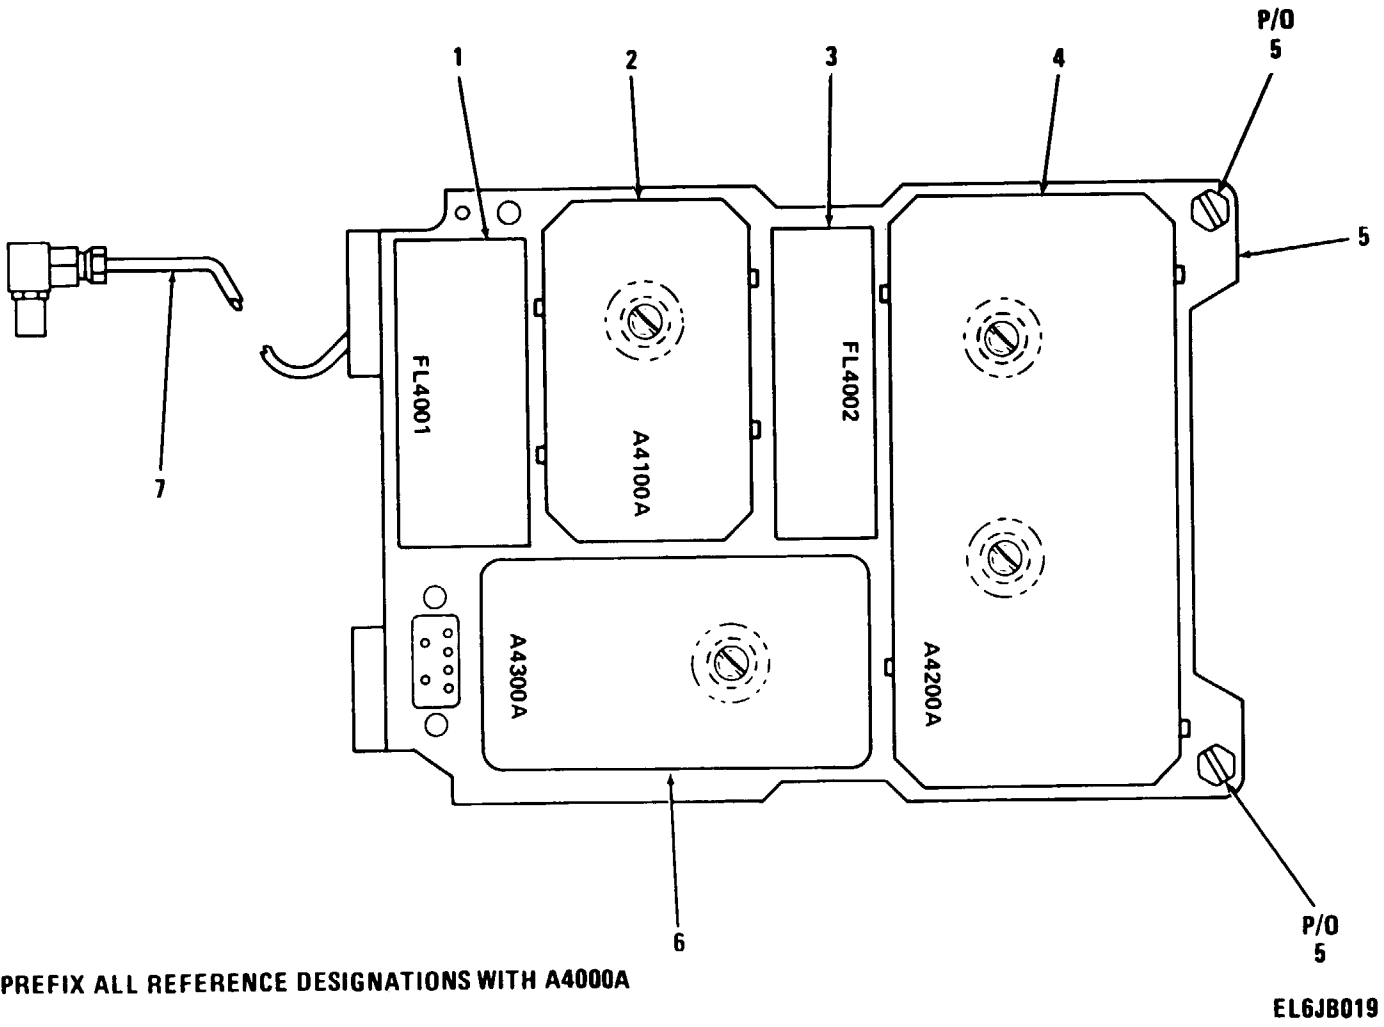 P/O
5
1
2
3
4
5
FL4001
A4100A
FL4002
A4200A
A4300A
7
6
P/O
5
PREFIX ALL REFERENCE DESIGNATIONS WITH A4000A
EL6JB019